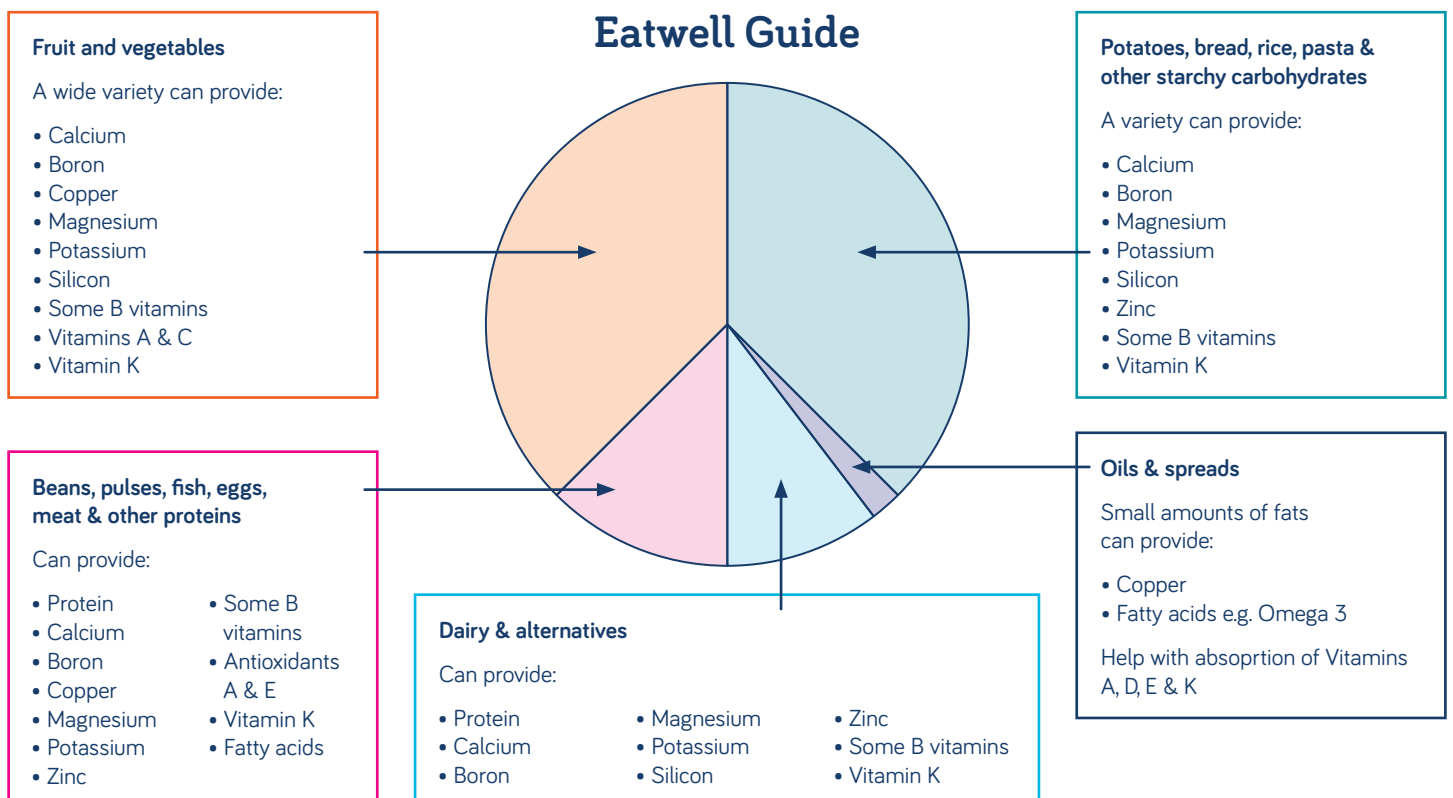 Eatwell Guide
Fruit and vegetables
A wide variety can provide:
• Calcium
• Boron
• Copper
• Magnesium
• Potassium
• Silicon
• Some B vitamins
• Vitamins A & C
• Vitamin K
Potatoes, bread, rice, pasta &
other starchy carbohydrates
A variety can provide:
• Calcium
• Boron
• Magnesium
• Potassium
• Silicon
• Zinc
• Some B vitamins
• Vitamin K
Beans, pulses, fish, eggs,
meat & other proteins
Can provide:
• Protein
• Calcium
• Boron
• Copper
• Magnesium
• Potassium
• Zinc
• Some B
vitamins
• Antioxidants
A & E
• Vitamin K
• Fatty acids
Dairy & alternatives
Can provide:
• Protein
• Calcium
• Boron
• Magnesium
• Potassium
• Silicon
• Zinc
• Some B vitamins
• Vitamin K
Oils & spreads
Small amounts of fats
can provide:
• Copper
• Fatty acids e.g. Omega 3
Help with absoprtion of Vitamins
A, D, E & K